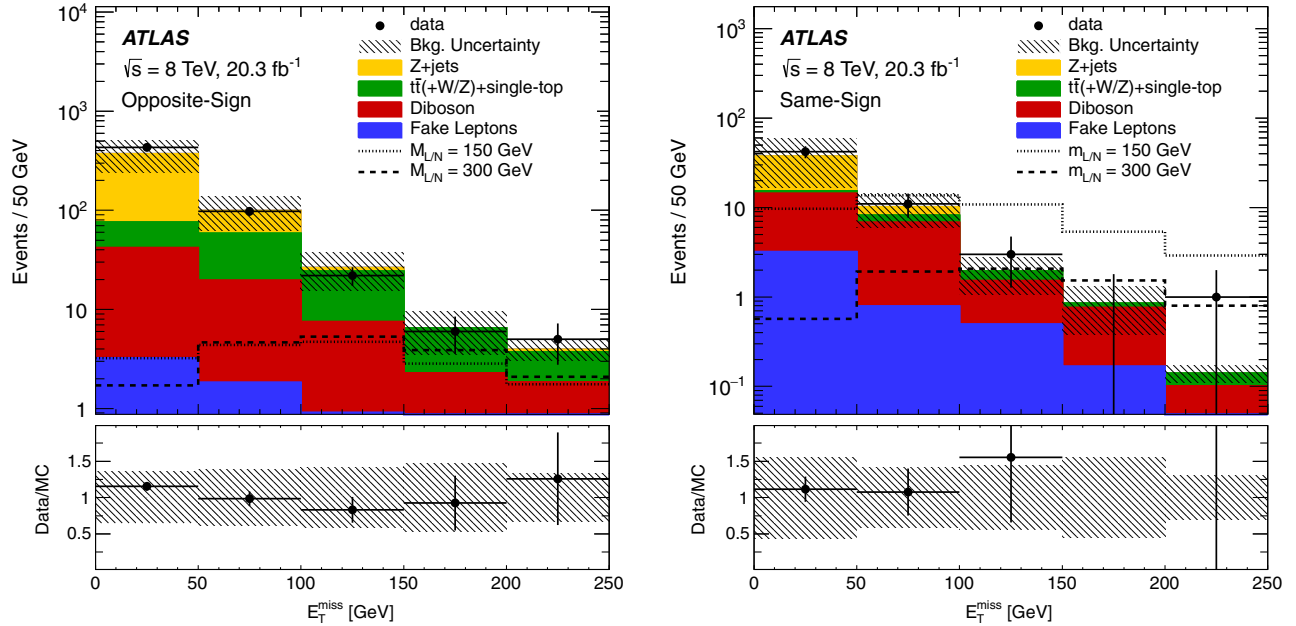 ATLAS
√s = 8 TeV, 20.3 fb⁻¹
Opposite-Sign
data
Bkg. Uncertainty
Z+jets
tt̄(+W/Z)+single-top
Diboson
Fake Leptons
M_L/N = 150 GeV
M_L/N = 300 GeV
Events / 50 GeV
10⁴
10³
10²
10
1
Data/MC
1.5
1
0.5
0 50 100 150 200 250
E_T^miss [GeV]
ATLAS
√s = 8 TeV, 20.3 fb⁻¹
Same-Sign
data
Bkg. Uncertainty
Z+jets
tt̄(+W/Z)+single-top
Diboson
Fake Leptons
m_L/N = 150 GeV
m_L/N = 300 GeV
Events / 50 GeV
10³
10²
10
1
10⁻¹
Data/MC
1.5
1
0.5
0 50 100 150 200 250
E_T^miss [GeV]